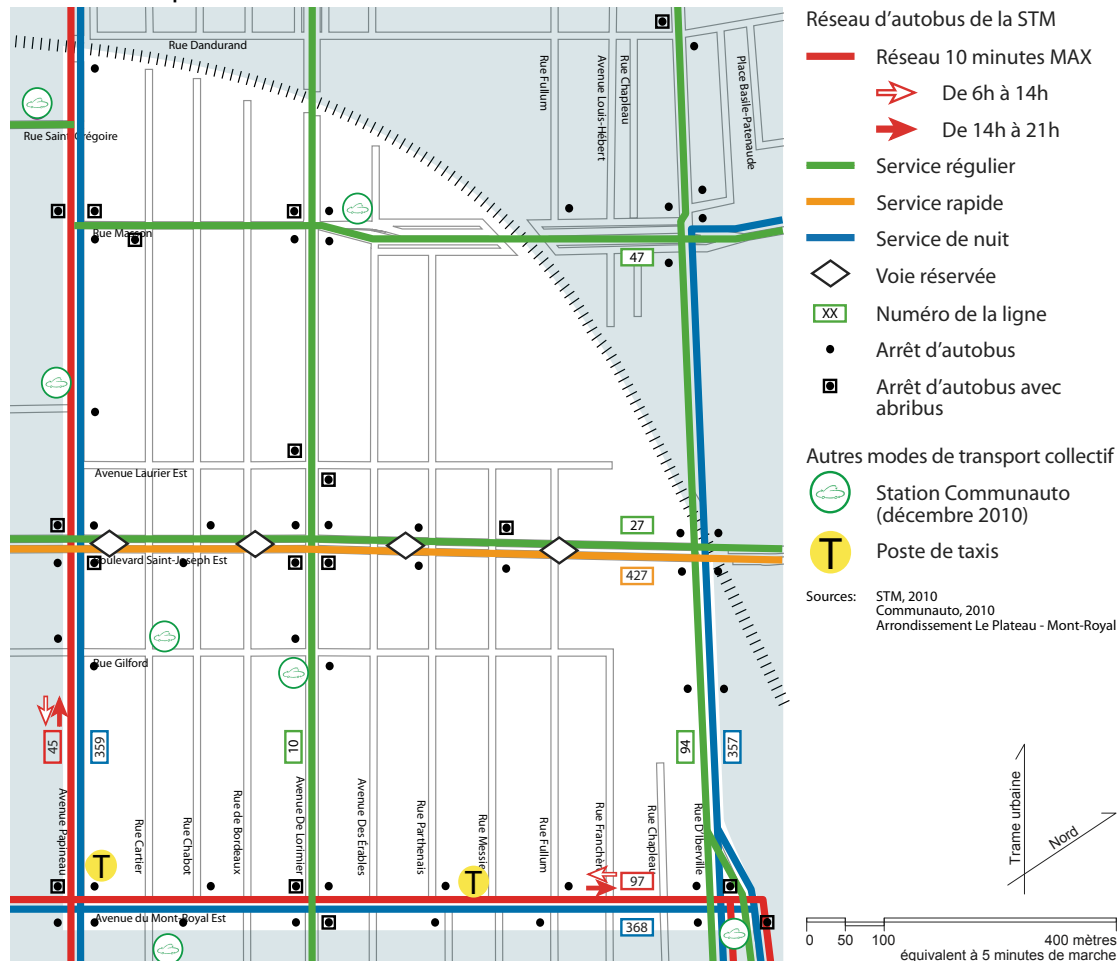 Rue Dandurand
Rue Saint-Grégoire
Rue Masson
Rue Fullum
Avenue Louis-Hébert
Rue Chapleau
Place Basile-Patenaude
47
Avenue Laurier Est
27
Boulevard Saint-Joseph Est
427
Rue Gilford
45
359
10
94
357
Avenue Papineau
Rue Cartier
Rue Chabot
Rue de Bordeaux
Avenue De Lorimier
Avenue Des Érables
Rue Parthenais
Rue Messier
Rue Fullum
Rue Franchère
Rue Chapleau
Rue D'Iberville
T
T
97
Avenue du Mont-Royal Est
368
Réseau d'autobus de la STM
Réseau 10 minutes MAX
De 6h à 14h
De 14h à 21h
Service régulier
Service rapide
Service de nuit
Voie réservée
XX Numéro de la ligne
Arrêt d'autobus
Arrêt d'autobus avec
abribus
Autres modes de transport collectif
Station Communauto
(décembre 2010)
T Poste de taxis
Sources: STM, 2010
Communauto, 2010
Arrondissement Le Plateau - Mont-Royal
Trame urbaine
Nord
0 50 100 400 mètres
équivalent à 5 minutes de marche